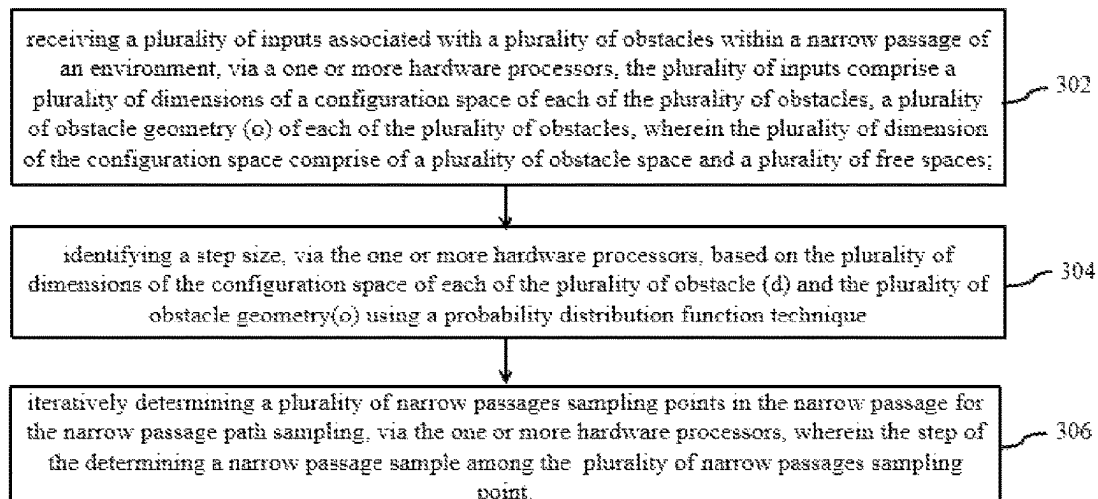 receiving a plurality of inputs associated with a plurality of obstacles within a narrow passage of
an environment, via a one or more hardware processors, the plurality of inputs comprise a
plurality of dimensions of a configuration space of each of the plurality of obstacles, a plurality
of obstacle geometry (o) of each of the plurality of obstacles, wherein the plurality of dimension
of the configuration space comprise of a plurality of obstacle space and a plurality of free spaces;
302
identifying a step size, via the one or more hardware processors, based on the plurality of
dimensions of the configuration space of each of the plurality of obstacle (d) and the plurality of
obstacle geometry(o) using a probability distribution function technique
304
iteratively determining a plurality of narrow passages sampling points in the narrow passage for
the narrow passage path sampling, via the one or more hardware processors, wherein the step of
the determining a narrow passage sample among the plurality of narrow passages sampling
point.
306